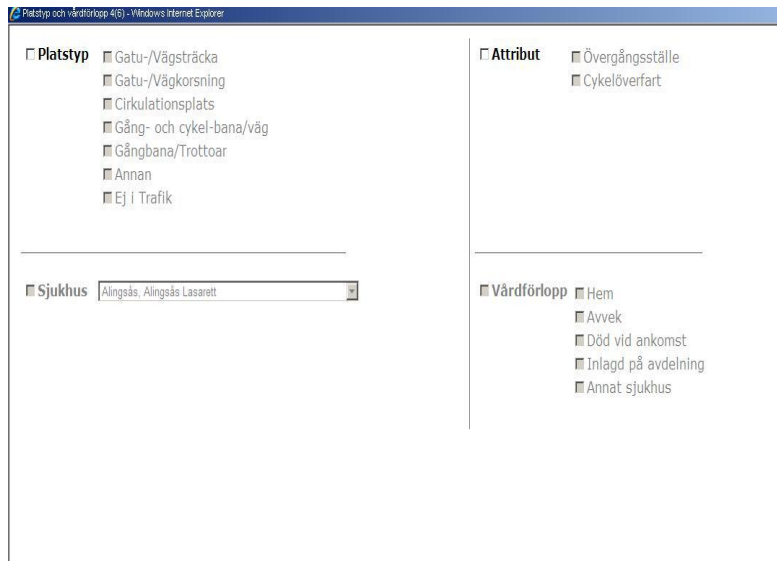 Platstyp och vårdförlopp 4(6) - Windows Internet Explorer
Platstyp
Gatu-/Vägsträcka
Gatu-/Vägkorsning
Cirkulationsplats
Gång- och cykel-bana/väg
Gångbana/Trottoar
Annan
Ej i Trafik
Attribut
Övergångsställe
Cykelöverfart
Sjukhus
Alingsås, Alingsås Lasarett
Vårdförlopp
Hem
Avvek
Död vid ankomst
Inlagd på avdelning
Annat sjukhus